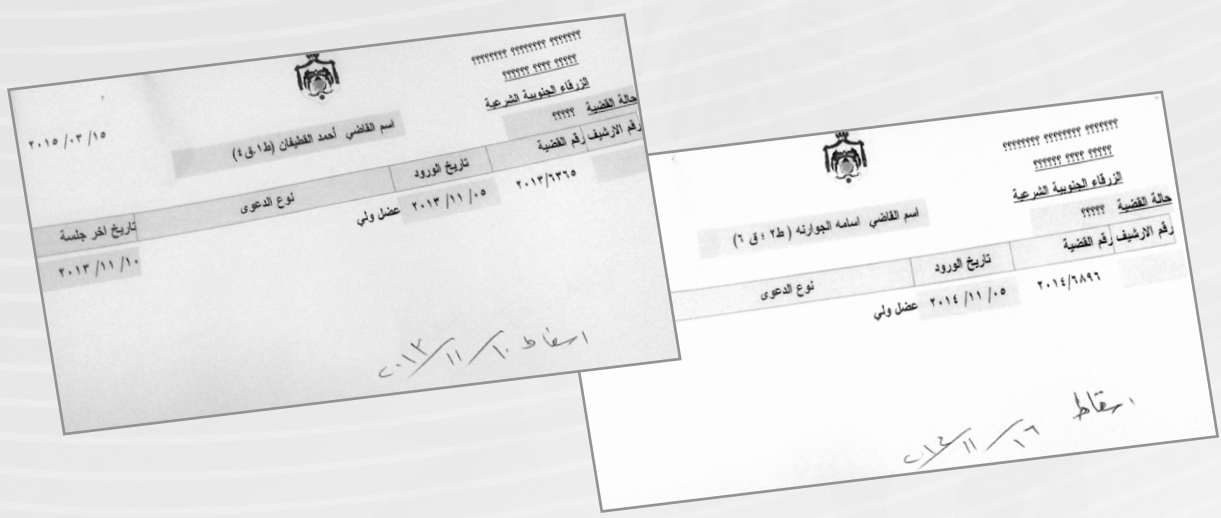 ؟؟؟؟؟؟؟ ؟؟؟؟؟؟؟؟ ؟؟؟؟؟؟؟؟
؟؟؟؟؟ ؟؟؟؟ ؟؟؟؟؟؟
الزرقاء الجنوبية الشرعية
حالة القضية ؟؟؟؟؟
٢٠١٥ /٠٣ /١٥
اسم القاضي أحمد القطيفان (ط١.ق٤)
رقم الارشيف رقم القضية تاريخ الورود نوع الدعوى تاريخ اخر جلسة
٢٠١٣/٦٣٦٥ ٢٠١٣ /١١ /٠٥ عضل ولي ٢٠١٣ /١١ /١٠
اسقاط ١٠/ ١١/ ٢٠١٣
؟؟؟؟؟؟؟ ؟؟؟؟؟؟؟؟ ؟؟؟؟؟؟؟؟
؟؟؟؟؟ ؟؟؟؟ ؟؟؟؟؟؟
الزرقاء الجنوبية الشرعية
حالة القضية ؟؟؟؟؟
اسم القاضي اسامه الجوارنه (ط٢ ؛ ق ٦)
رقم الارشيف رقم القضية تاريخ الورود نوع الدعوى
٢٠١٤/٦٨٩٦ ٢٠١٤ /١١ /٠٥ عضل ولي
اسقاط
١٦/ ١١/ ٢٠١٤